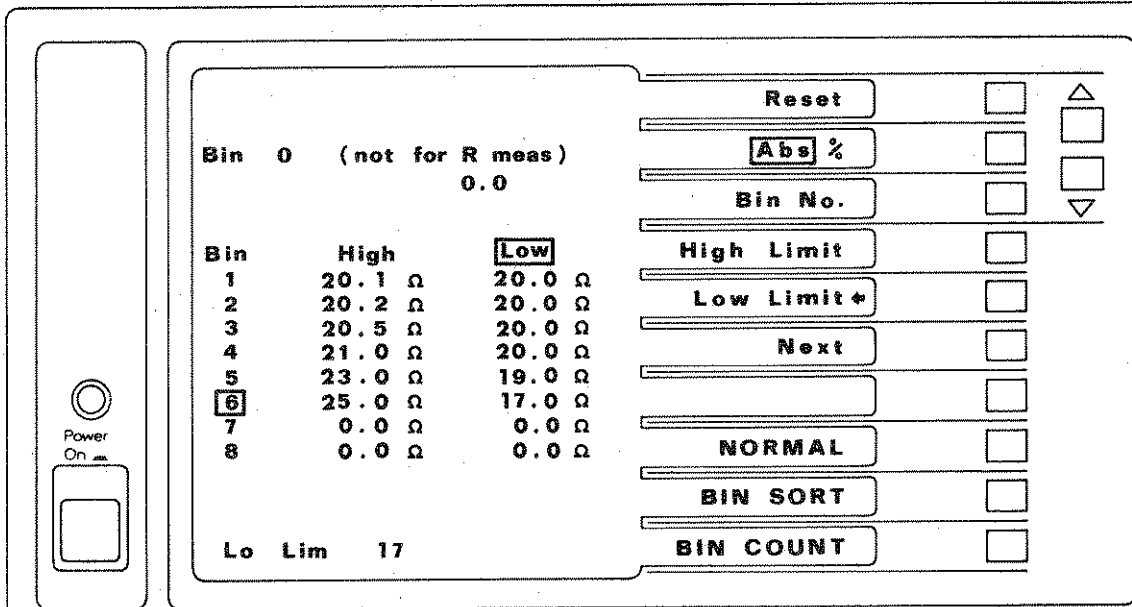 Bin 0 (not for R meas)
0.0
Bin High Low
1 20.1 Ω 20.0 Ω
2 20.2 Ω 20.0 Ω
3 20.5 Ω 20.0 Ω
4 21.0 Ω 20.0 Ω
5 23.0 Ω 19.0 Ω
6 25.0 Ω 17.0 Ω
7 0.0 Ω 0.0 Ω
8 0.0 Ω 0.0 Ω
Lo Lim 17
Reset
Abs %
Bin No.
High Limit
Low Limit
Next
NORMAL
BIN SORT
BIN COUNT
Power
On